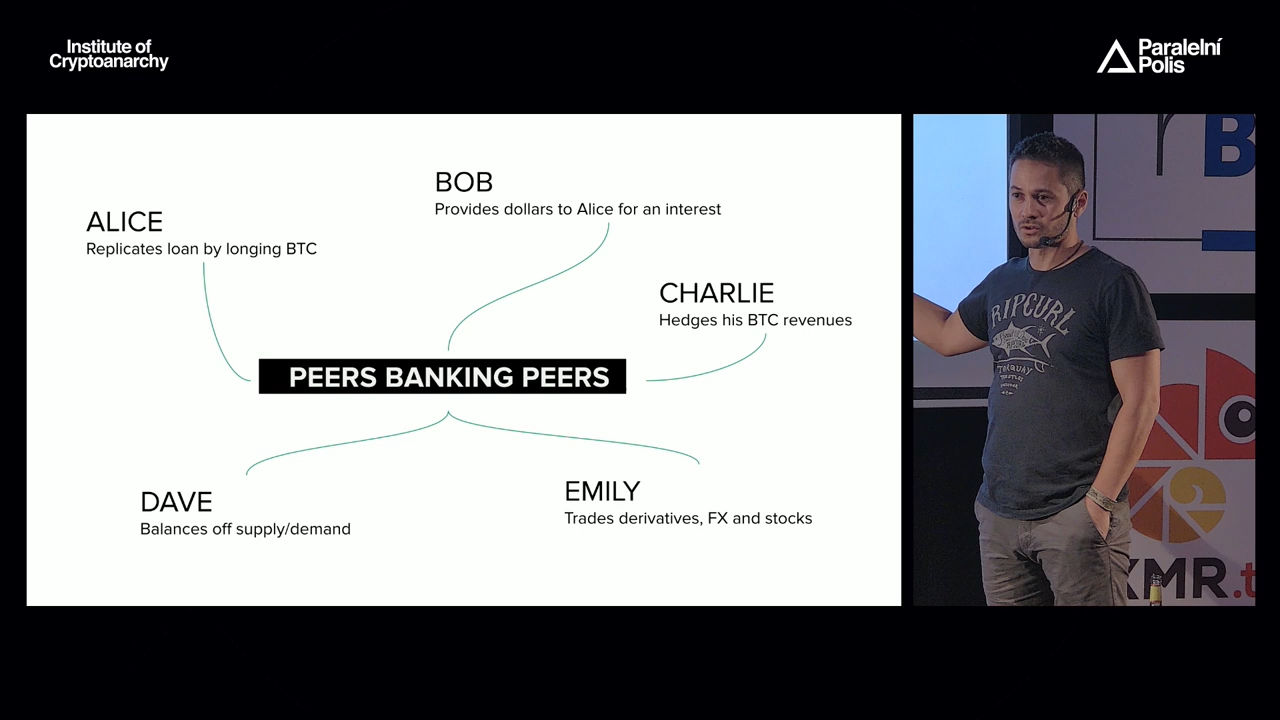 Institute of
Cryptoanarchy
Paralelní
Polis
BOB
Provides dollars to Alice for an interest
ALICE
Replicates loan by longing BTC
CHARLIE
Hedges his BTC revenues
PEERS BANKING PEERS
DAVE
Balances off supply/demand
EMILY
Trades derivatives, FX and stocks
r
B
RIPCURL
TORQUAY
XMR.t